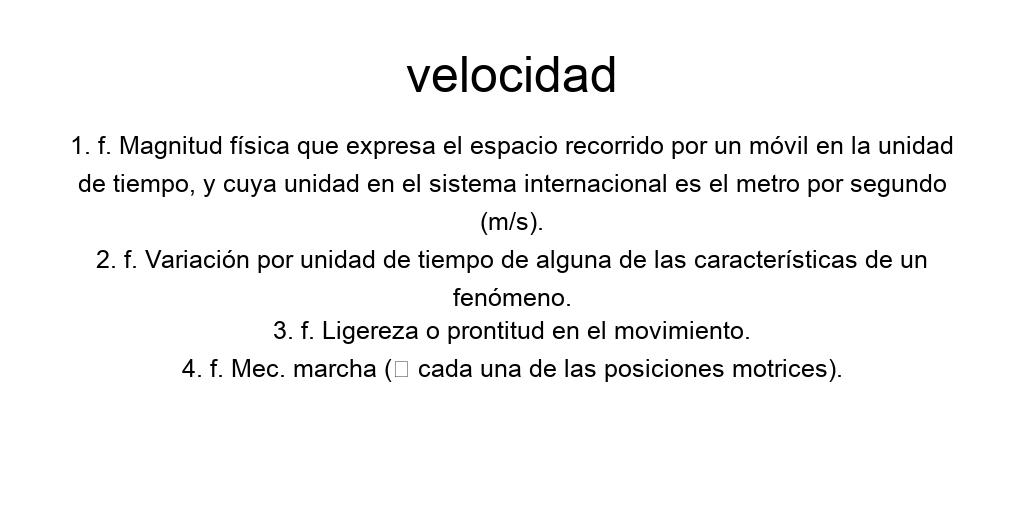 velocidad
1. f. Magnitud física que expresa el espacio recorrido por un móvil en la unidad
de tiempo, y cuya unidad en el sistema internacional es el metro por segundo
(m/s).
2. f. Variación por unidad de tiempo de alguna de las características de un
fenómeno.
3. f. Ligereza o prontitud en el movimiento.
4. f. Mec. marcha (□ cada una de las posiciones motrices).